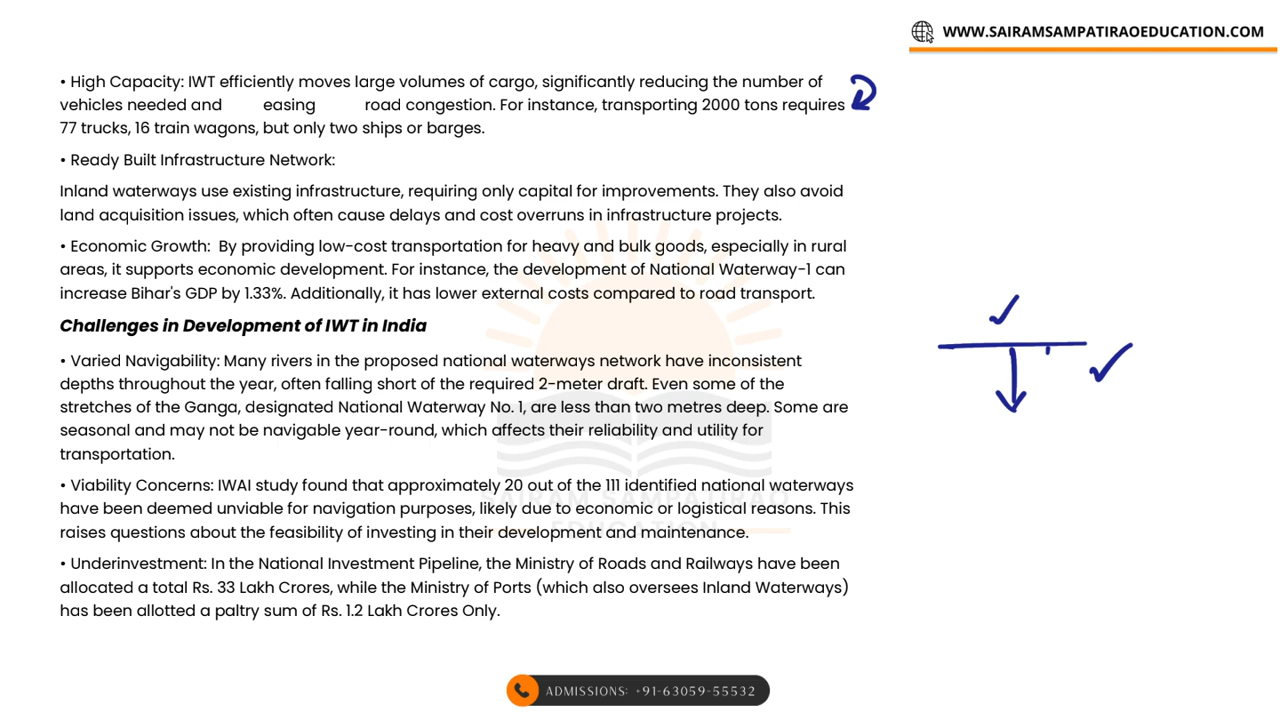 WWW.SAIRAMSAMPATIRAOEDUCATION.COM
• High Capacity: IWT efficiently moves large volumes of cargo, significantly reducing the number of
vehicles needed and easing road congestion. For instance, transporting 2000 tons requires
77 trucks, 16 train wagons, but only two ships or barges.
• Ready Built Infrastructure Network:
Inland waterways use existing infrastructure, requiring only capital for improvements. They also avoid
land acquisition issues, which often cause delays and cost overruns in infrastructure projects.
• Economic Growth: By providing low-cost transportation for heavy and bulk goods, especially in rural
areas, it supports economic development. For instance, the development of National Waterway-1 can
increase Bihar's GDP by 1.33%. Additionally, it has lower external costs compared to road transport.
Challenges in Development of IWT in India
• Varied Navigability: Many rivers in the proposed national waterways network have inconsistent
depths throughout the year, often falling short of the required 2-meter draft. Even some of the
stretches of the Ganga, designated National Waterway No. 1, are less than two metres deep. Some are
seasonal and may not be navigable year-round, which affects their reliability and utility for
transportation.
• Viability Concerns: IWAI study found that approximately 20 out of the 111 identified national waterways
have been deemed unviable for navigation purposes, likely due to economic or logistical reasons. This
raises questions about the feasibility of investing in their development and maintenance.
• Underinvestment: In the National Investment Pipeline, the Ministry of Roads and Railways have been
allocated a total Rs. 33 Lakh Crores, while the Ministry of Ports (which also oversees Inland Waterways)
has been allotted a paltry sum of Rs. 1.2 Lakh Crores Only.
SAIRAM SAMPATIRAO
EDUCATION
ADMISSIONS: +91-63059-55532